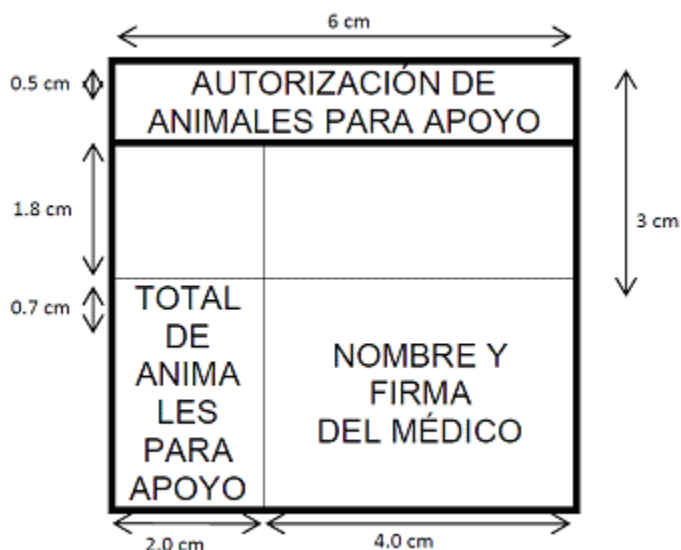 6 cm
0.5 cm
AUTORIZACIÓN DE
ANIMALES PARA APOYO
1.8 cm
3 cm
0.7 cm
TOTAL
DE
ANIMA
LES
PARA
APOYO
NOMBRE Y
FIRMA
DEL MÉDICO
2.0 cm
4.0 cm